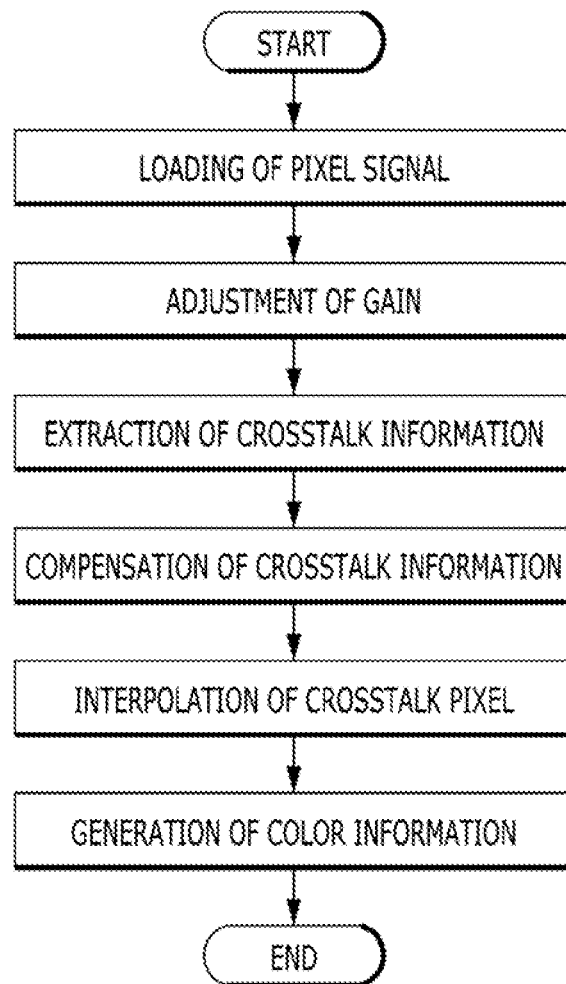 START
LOADING OF PIXEL SIGNAL
ADJUSTMENT OF GAIN
EXTRACTION OF CROSSTALK INFORMATION
COMPENSATION OF CROSSTALK INFORMATION
INTERPOLATION OF CROSSTALK PIXEL
GENERATION OF COLOR INFORMATION
END